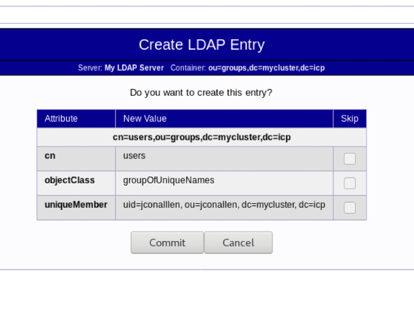 Create LDAP Entry
Server: My LDAP Server Container: ou=groups,dc=mycluster,dc=icp
Do you want to create this entry?
Attribute New Value Skip
cn=users,ou=groups,dc=mycluster,dc=icp
cn users
objectClass groupOfUniqueNames
uniqueMember uid=jconalllen, ou=jconallen, dc=mycluster, dc=icp
Commit Cancel